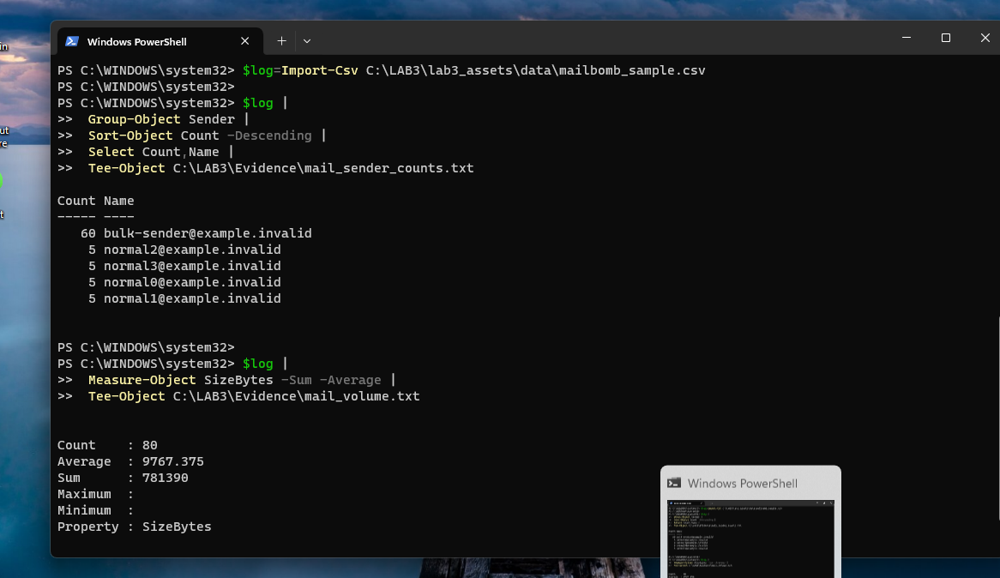 Windows PowerShell
PS C:\WINDOWS\system32> $log=Import-Csv C:\LAB3\lab3_assets\data\mailbomb_sample.csv
PS C:\WINDOWS\system32>
PS C:\WINDOWS\system32> $log |
>>  Group-Object Sender |
>>  Sort-Object Count -Descending |
>>  Select Count,Name |
>>  Tee-Object C:\LAB3\Evidence\mail_sender_counts.txt
Count Name
----- ----
   60 bulk-sender@example.invalid
    5 normal2@example.invalid
    5 normal3@example.invalid
    5 normal0@example.invalid
    5 normal1@example.invalid
PS C:\WINDOWS\system32>
PS C:\WINDOWS\system32> $log |
>>  Measure-Object SizeBytes -Sum -Average |
>>  Tee-Object C:\LAB3\Evidence\mail_volume.txt
Count    : 80
Average  : 9767.375
Sum      : 781390
Maximum  :
Minimum  :
Property : SizeBytes
Windows PowerShell